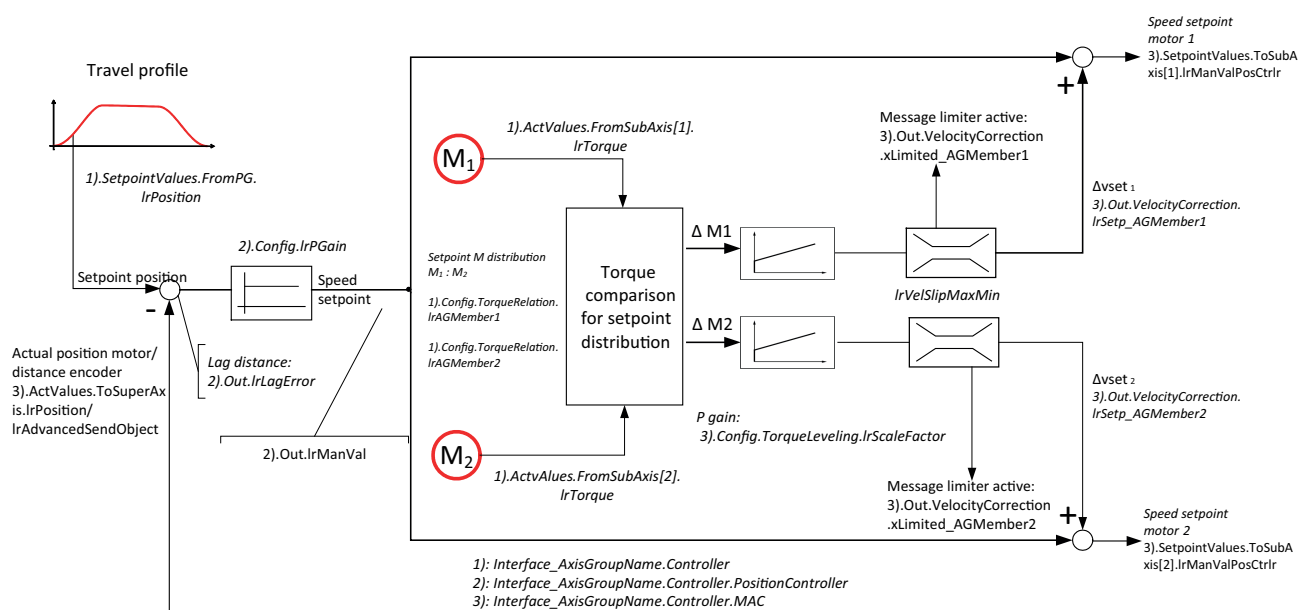 Travel profile
1).SetpointValues.FromPG.
lrPosition
Setpoint position
-
2).Config.lrPGain
Speed
setpoint
Actual position motor/
distance encoder
3).ActValues.ToSuperAx
is.lrPosition/
lrAdvancedSendObject
Lag distance:
2).Out.lrLagError
2).Out.lrManVal
M1
1).ActValues.FromSubAxis[1].
lrTorque
Setpoint M distribution
M1 : M2
1).Config.TorqueRelation.
lrAGMember1
1).Config.TorqueRelation.
lrAGMember2
Torque
comparison
for setpoint
distribution
M2
1).ActvAlues.FromSubAxis[2].
lrTorque
Δ M1
Δ M2
P gain:
3).Config.TorqueLeveling.lrScaleFactor
Message limiter active:
3).Out.VelocityCorrection
.xLimited_AGMember1
lrVelSlipMaxMin
Message limiter active:
3).Out.VelocityCorrection
.xLimited_AGMember2
+
Δvset 1
3).Out.VelocityCorrection.
lrSetp_AGMember1
Δvset 2
3).Out.VelocityCorrection.
lrSetp_AGMember2
+
Speed setpoint
motor 1
3).SetpointValues.ToSubA
xis[1].lrManValPosCtrlr
Speed setpoint
motor 2
3).SetpointValues.ToSubA
xis[2].lrManValPosCtrlr
1): Interface_AxisGroupName.Controller
2): Interface_AxisGroupName.Controller.PositionController
3): Interface_AxisGroupName.Controller.MAC